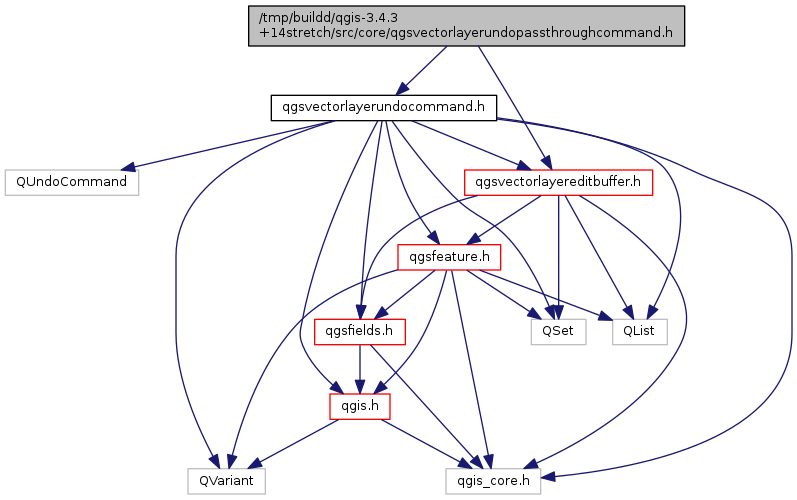 /tmp/buildd/qgis-3.4.3
+14stretch/src/core/qgsvectorlayerundopassthroughcommand.h
qgsvectorlayerundocommand.h
QUndoCommand
qgsvectorlayereditbuffer.h
qgsfeature.h
qgsfields.h
QSet
QList
qgis.h
QVariant
qgis_core.h